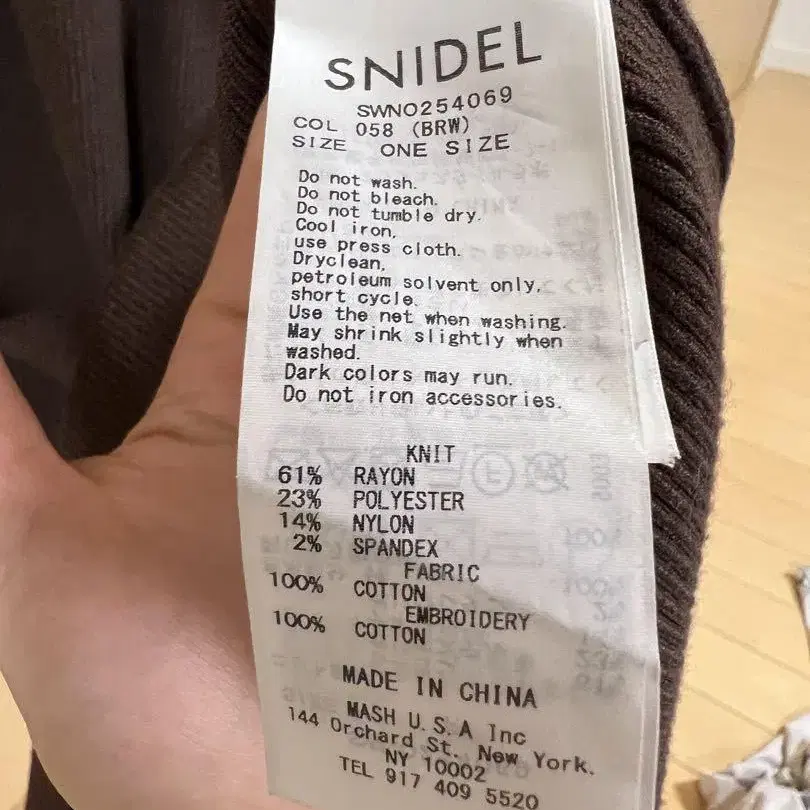 SNIDEL
SWNO254069
COL 058 (BRW)
SIZE ONE SIZE
Do not wash.
Do not bleach.
Do not tumble dry.
Cool iron,
use press cloth.
Dryclean,
petroleum solvent only,
short cycle.
Use the net when washing.
May shrink slightly when
washed.
Dark colors may run.
Do not iron accessories.
KNIT
61% RAYON
23% POLYESTER
14% NYLON
2% SPANDEX
FABRIC
100% COTTON
EMBROIDERY
100% COTTON
MADE IN CHINA
MASH U.S.A Inc
144 Orchard St. New York.
NY 10002
TEL 917 409 5520